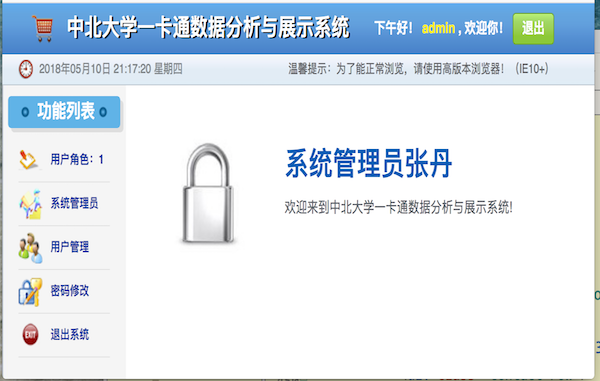 中北大学一卡通数据分析与展示系统 下午好！ admin , 欢迎你！ 退出
2018年05月10日 21:17:20 星期四 温馨提示：为了能正常浏览，请使用高版本浏览器！（IE10+）
功能列表
用户角色：1
系统管理员
用户管理
密码修改
EXIT 退出系统
系统管理员张丹
欢迎来到中北大学一卡通数据分析与展示系统!